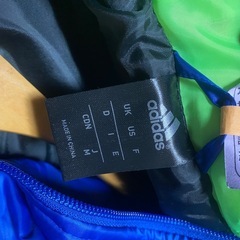 adidas
UK US F
D I E
CDN J M
MADE IN CHINA